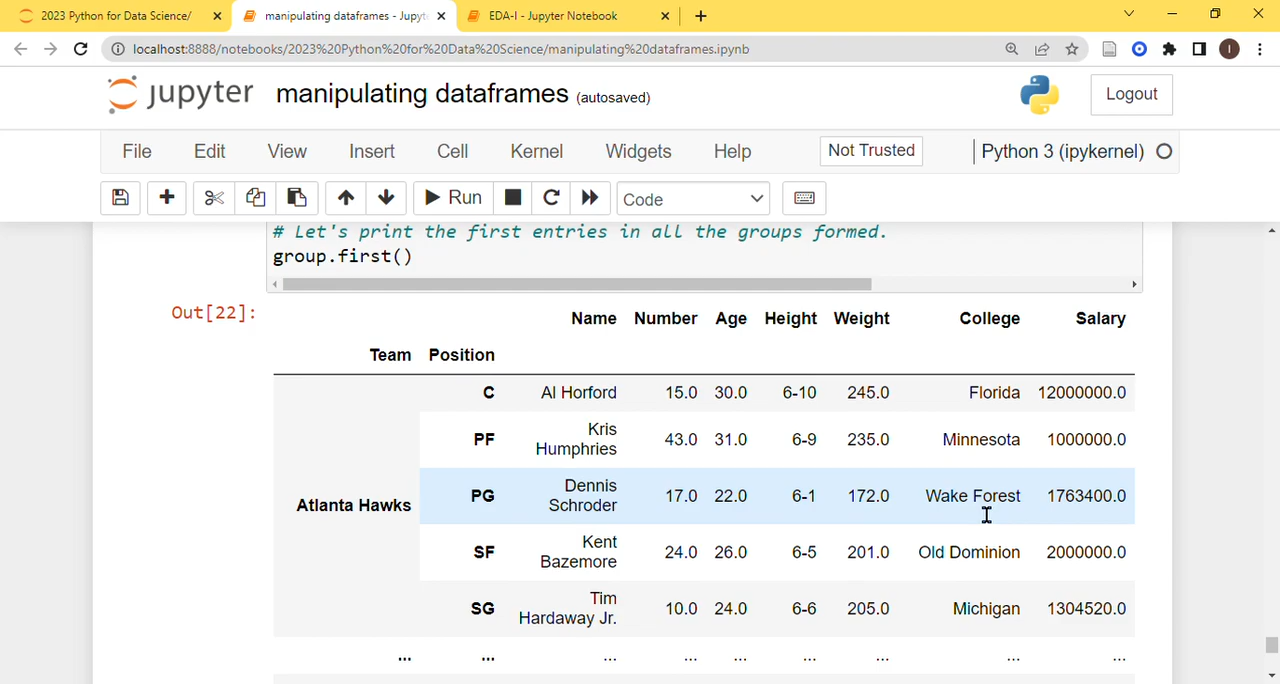 2023 Python for Data Science/
manipulating dataframes - Jupyt
EDA-I - Jupyter Notebook
localhost:8888/notebooks/2023%20Python%20for%20Data%20Science/manipulating%20dataframes.ipynb
I
jupyter manipulating dataframes (autosaved)
Logout
File Edit View Insert Cell Kernel Widgets Help Not Trusted Python 3 (ipykernel)
Run Code
# Let's print the first entries in all the groups formed.
group.first()
Out[22]:
Name Number Age Height Weight College Salary
Team Position
C Al Horford 15.0 30.0 6-10 245.0 Florida 12000000.0
PF Kris Humphries 43.0 31.0 6-9 235.0 Minnesota 1000000.0
Atlanta Hawks PG Dennis Schroder 17.0 22.0 6-1 172.0 Wake Forest 1763400.0
SF Kent Bazemore 24.0 26.0 6-5 201.0 Old Dominion 2000000.0
SG Tim Hardaway Jr. 10.0 24.0 6-6 205.0 Michigan 1304520.0
... ... ... ... ... ... ... ... ...